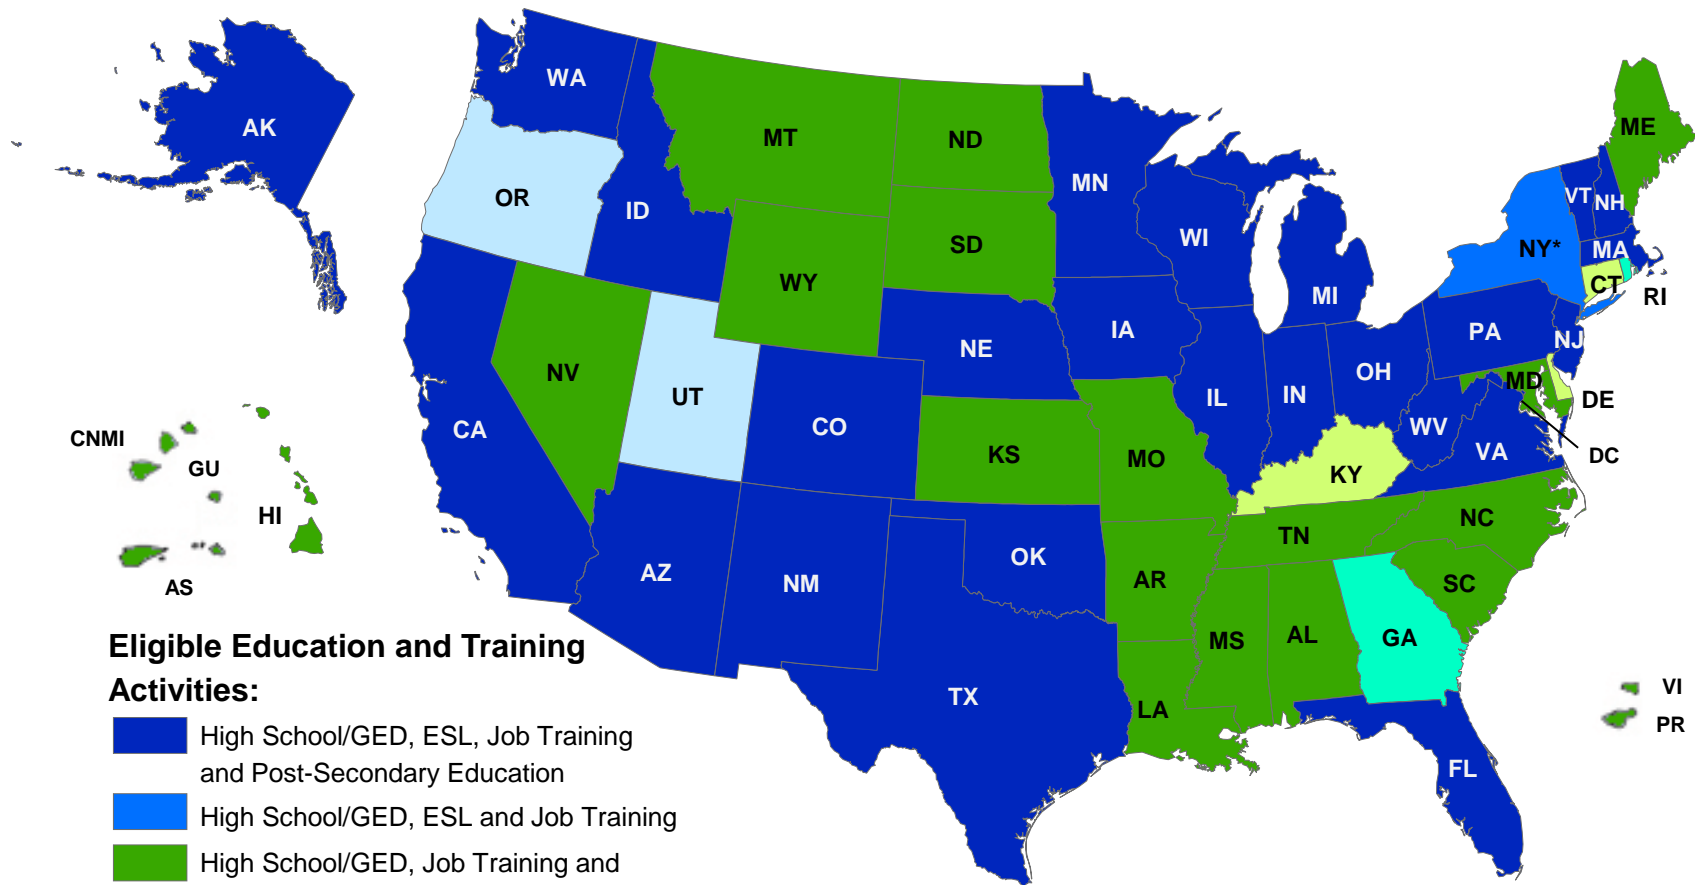 WA
AK
ME
MT
ND
MN
OR
VT
NH
ID
WI
SD
NY*
MA
WY
CT
MI
RI
IA
PA
NE
NJ
NV
OH
MD
UT
IL
IN
DE
CA
CO
WV
CNMI
VA
KS
MO
DC
GU
KY
HI
NC
TN
OK
AZ
AR
NM
SC
AS
MS
AL
GA
Eligible Education and Training
Activities:
TX
LA
VI
PR
High School/GED, ESL, Job Training
and Post-Secondary Education
FL
High School/GED, ESL and Job Training
High School/GED, Job Training and